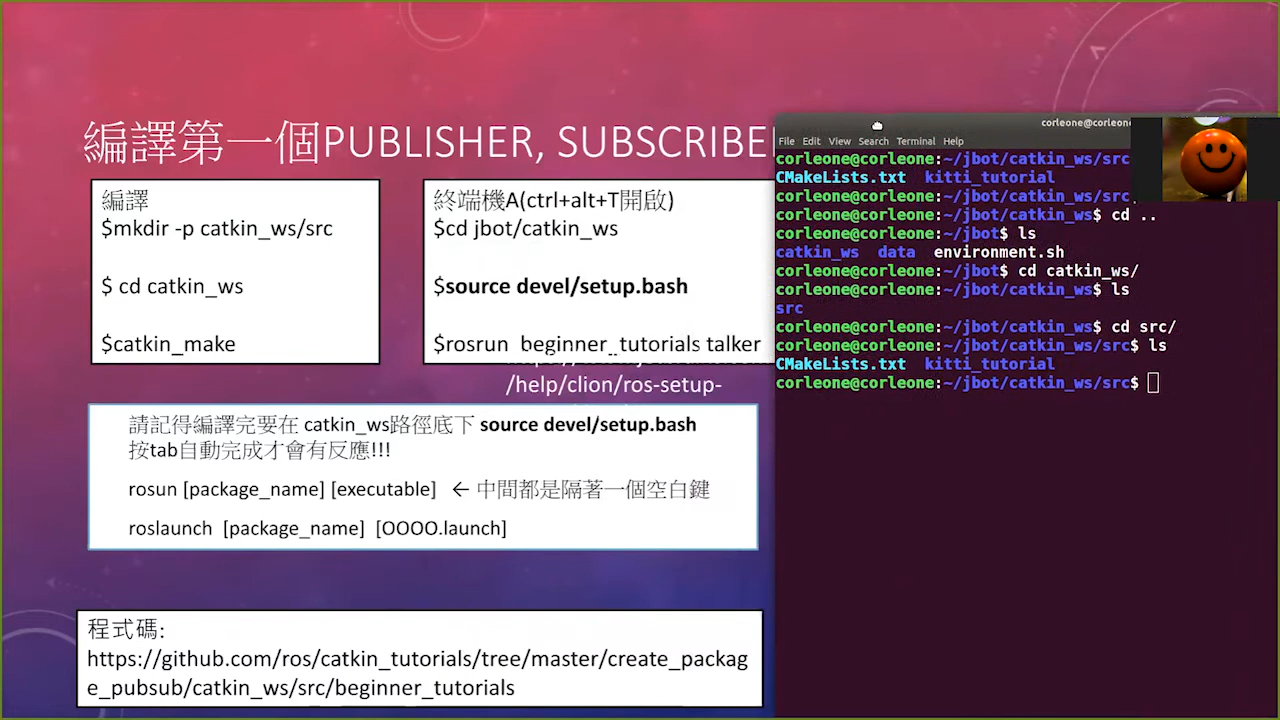 編譯第一個PUBLISHER, SUBSCRIBE
編譯
$mkdir -p catkin_ws/src
$ cd catkin_ws
$catkin_make
終端機A(ctrl+alt+T開啟)
$cd jbot/catkin_ws
$source devel/setup.bash
$rosrun beginner_tutorials talker
/help/clion/ros-setup-
請記得編譯完要在 catkin_ws路徑底下 source devel/setup.bash
按tab自動完成才會有反應!!!
rosun [package_name] [executable] ← 中間都是隔著一個空白鍵
roslaunch [package_name] [OOOO.launch]
程式碼:
https://github.com/ros/catkin_tutorials/tree/master/create_packag
e_pubsub/catkin_ws/src/beginner_tutorials
corleone@corleone:
File Edit View Search Terminal Help
corleone@corleone:~/jbot/catkin_ws/src
CMakeLists.txt kitti_tutorial
corleone@corleone:~/jbot/catkin_ws/src
corleone@corleone:~/jbot/catkin_ws$ cd ..
corleone@corleone:~/jbot$ ls
catkin_ws data environment.sh
corleone@corleone:~/jbot$ cd catkin_ws/
corleone@corleone:~/jbot/catkin_ws$ ls
src
corleone@corleone:~/jbot/catkin_ws$ cd src/
corleone@corleone:~/jbot/catkin_ws/src$ ls
CMakeLists.txt kitti_tutorial
corleone@corleone:~/jbot/catkin_ws/src$